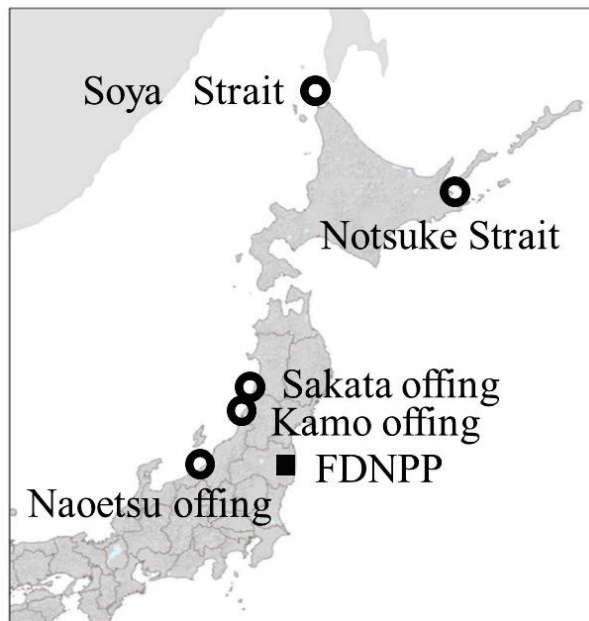 Soya Strait
Notsuke Strait
Sakata offing
Kamo offing
FDNPP
Naoetsu offing